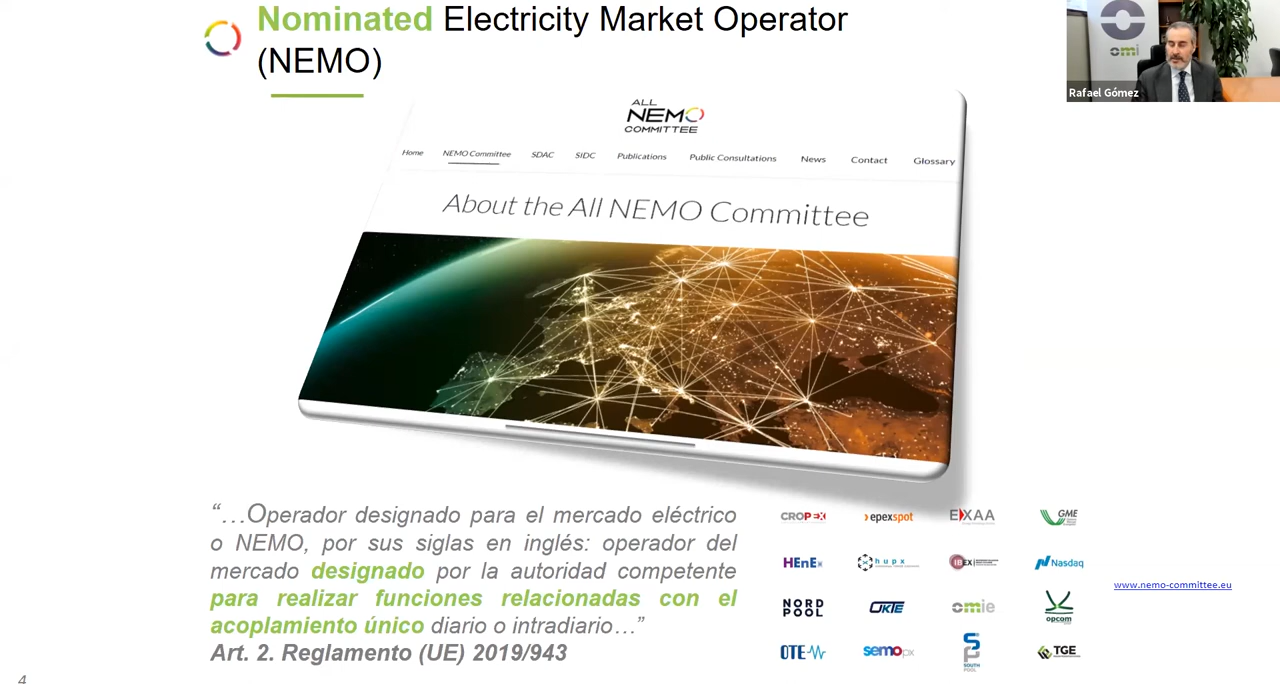 Nominated Electricity Market Operator
(NEMO)
omi
Rafael Gómez
ALL
NEMO
COMMITTEE
Home NEMO Committee SDAC SIDC Publications Public Consultations News Contact Glossary
About the All NEMO Committee
“…Operador designado para el mercado eléctrico
o NEMO, por sus siglas en inglés: operador del
mercado designado por la autoridad competente
para realizar funciones relacionadas con el
acoplamiento único diario o intradiario…”
Art. 2. Reglamento (UE) 2019/943
CROPEX epexspot EXAA GME
HEnEx hupx IBEX Nasdaq
NORD
POOL
OKTE omie opcom
OTE semopx SP
SOUTH
POOL
TGE
www.nemo-committee.eu
4